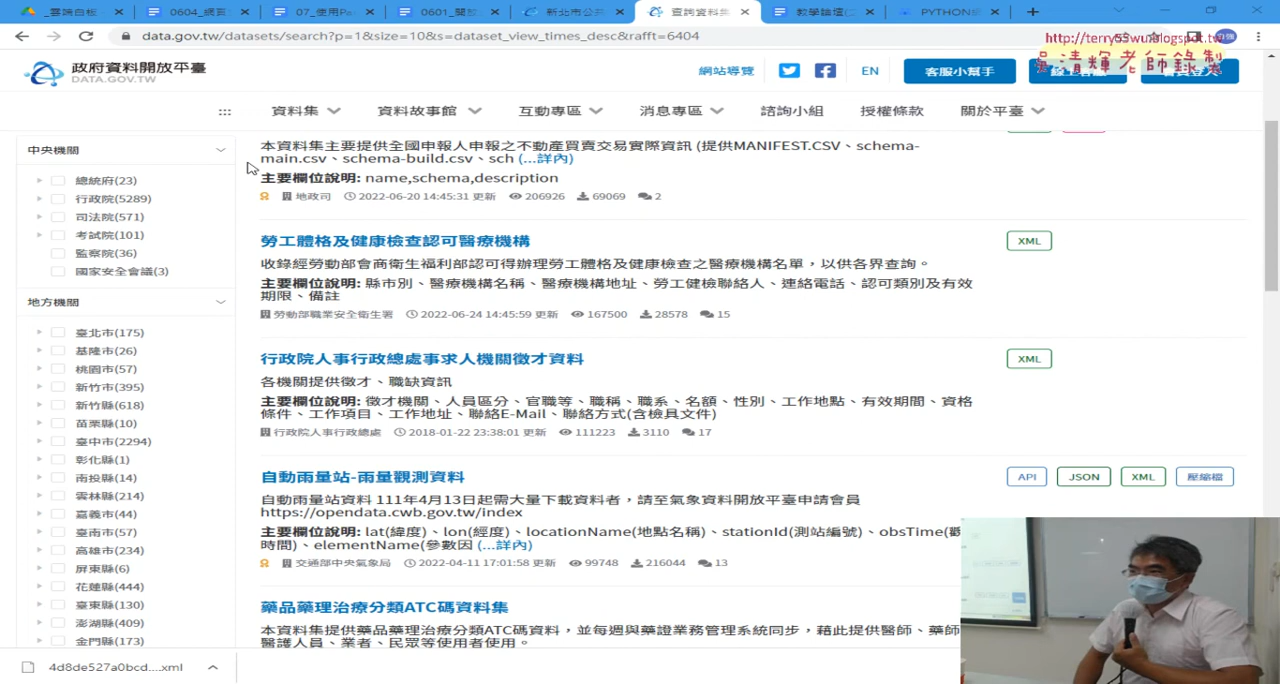 _雲端白板
0604_網頁
07_使用Pa
0601_開放
新北市公共
查詢資料集
教學論壇(
PYTHON網
data.gov.tw/datasets/search?p=1&size=10&s=dataset_view_times_desc&rafft=6404
http://terry55wu.blogspot.tw
吳清輝老師錄製
政府資料開放平臺
DATA.GOV.TW
網站導覽
EN
客服小幫手
資料集
資料故事館
互動專區
消息專區
諮詢小組
授權條款
關於平臺
中央機關
總統府(23)
行政院(5289)
司法院(571)
考試院(101)
監察院(36)
國家安全會議(3)
地方機關
臺北市(175)
基隆市(26)
桃園市(57)
新竹市(395)
新竹縣(618)
苗栗縣(10)
臺中市(2294)
彰化縣(1)
南投縣(14)
雲林縣(214)
嘉義市(44)
臺南市(57)
高雄市(234)
屏東縣(6)
花蓮縣(444)
臺東縣(130)
澎湖縣(409)
金門縣(173)
本資料集主要提供全國申報人申報之不動產買賣交易實際資訊 (提供MANIFEST.CSV、schema-
main.csv、schema-build.csv、sch (...詳內)
主要欄位說明: name,schema,description
地政司 2022-06-20 14:45:31 更新 206926 69069 2
勞工體格及健康檢查認可醫療機構
XML
收錄經勞動部會商衛生福利部認可得辦理勞工體格及健康檢查之醫療機構名單，以供各界查詢。
主要欄位說明: 縣市別、醫療機構名稱、醫療機構地址、勞工健檢聯絡人、連絡電話、認可類別及有效
期限、備註
勞動部職業安全衛生署 2022-06-24 14:45:59 更新 167500 28578 15
行政院人事行政總處事求人機關徵才資料
XML
各機關提供徵才、職缺資訊
主要欄位說明: 徵才機關、人員區分、官職等、職稱、職系、名額、性別、工作地點、有效期間、資格
條件、工作項目、工作地址、聯絡E-Mail、聯絡方式(含檢具文件)
行政院人事行政總處 2018-01-22 23:38:01 更新 111223 3110 17
自動雨量站-雨量觀測資料
API JSON XML 壓縮檔
自動雨量站資料 111年4月13日起需大量下載資料者，請至氣象資料開放平臺申請會員
https://opendata.cwb.gov.tw/index
主要欄位說明: lat(緯度)、lon(經度)、locationName(地點名稱)、stationId(測站編號)、obsTime(觀
時間)、elementName(參數因 (...詳內)
交通部中央氣象局 2022-04-11 17:01:58 更新 99748 216044 13
藥品藥理治療分類ATC碼資料集
本資料集提供藥品藥理治療分類ATC碼資料，並每週與藥證業務管理系統同步，藉此提供醫師、藥師
醫護人員、業者、民眾等使用者使用。
4d8de527a0bcd....xml